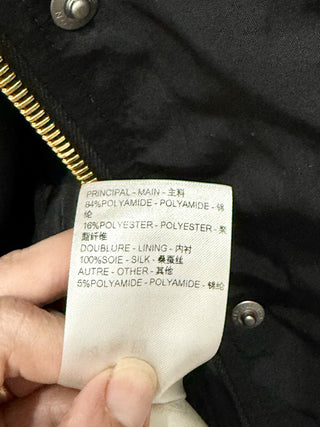 PRINCIPAL - MAIN - 主料
84%POLYAMIDE - POLYAMIDE - 锦
纶
16%POLYESTER - POLYESTER - 聚
酯纤维
DOUBLURE - LINING - 内衬
100%SOIE - SILK - 桑蚕丝
AUTRE - OTHER - 其他
5%POLYAMIDE - POLYAMIDE - 锦纶